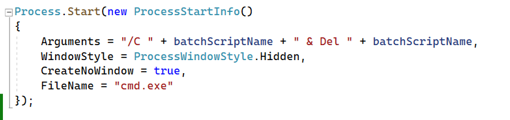 Process.Start(new ProcessStartInfo()
{
    Arguments = "/C " + batchScriptName + " & Del " + batchScriptName,
    WindowStyle = ProcessWindowStyle.Hidden,
    CreateNoWindow = true,
    FileName = "cmd.exe"
});